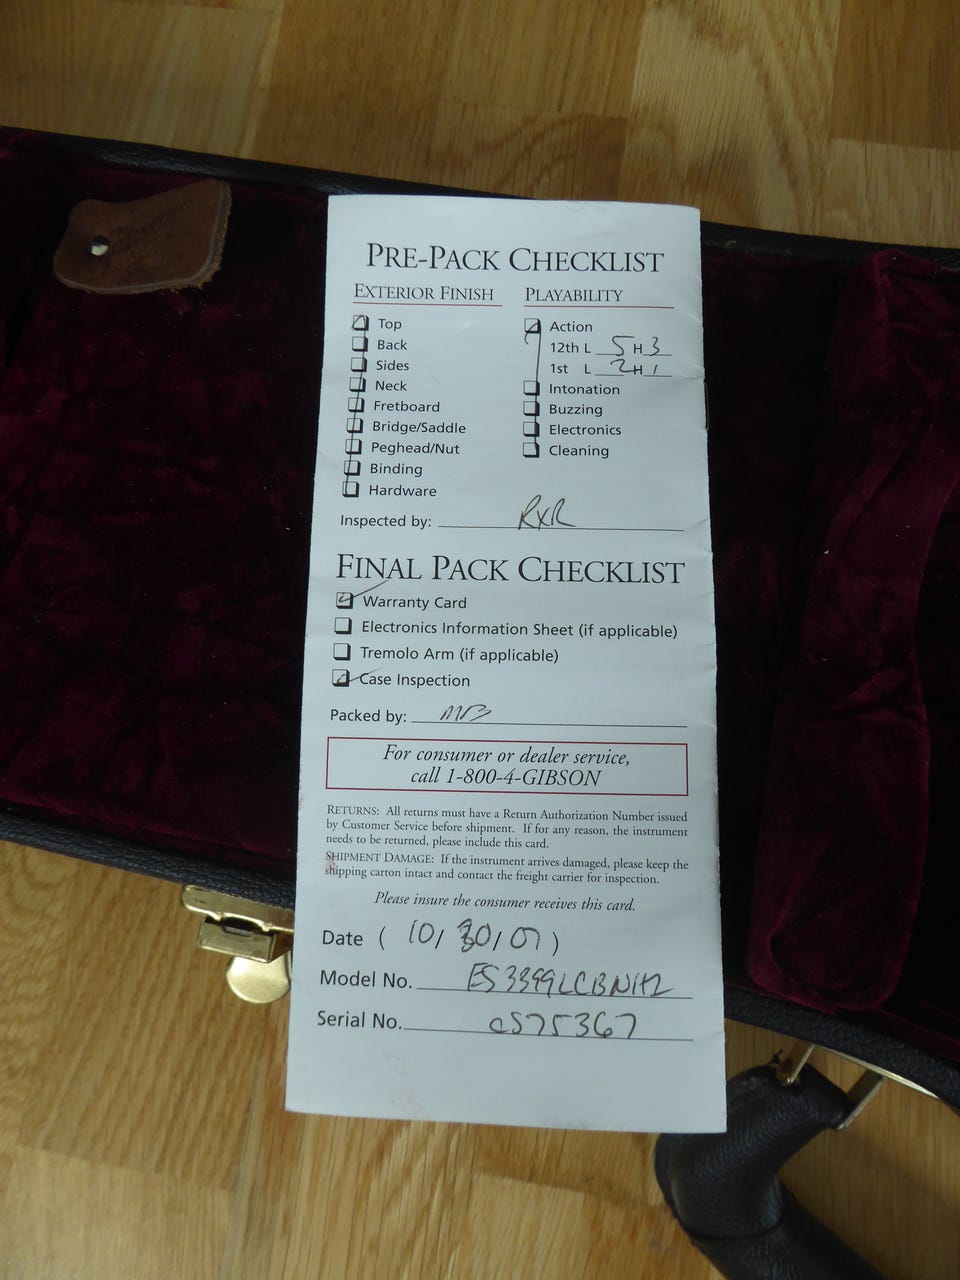 PRE-PACK CHECKLIST
EXTERIOR FINISH
Top
Back
Sides
Neck
Fretboard
Bridge/Saddle
Peghead/Nut
Binding
Hardware
PLAYABILITY
Action
12th L 5 H 3
1st L 2 H 1
Intonation
Buzzing
Electronics
Cleaning
Inspected by: RXR
FINAL PACK CHECKLIST
Warranty Card
Electronics Information Sheet (if applicable)
Tremolo Arm (if applicable)
Case Inspection
Packed by:
For consumer or dealer service,
call 1-800-4-GIBSON
RETURNS: All returns must have a Return Authorization Number issued
by Customer Service before shipment. If for any reason, the instrument
needs to be returned, please include this card.
SHIPMENT DAMAGE: If the instrument arrives damaged, please keep the
shipping carton intact and contact the freight carrier for inspection.
Please insure the consumer receives this card.
Date ( 10/30/07 )
Model No. ES3399LCBNH2
Serial No. CS75367